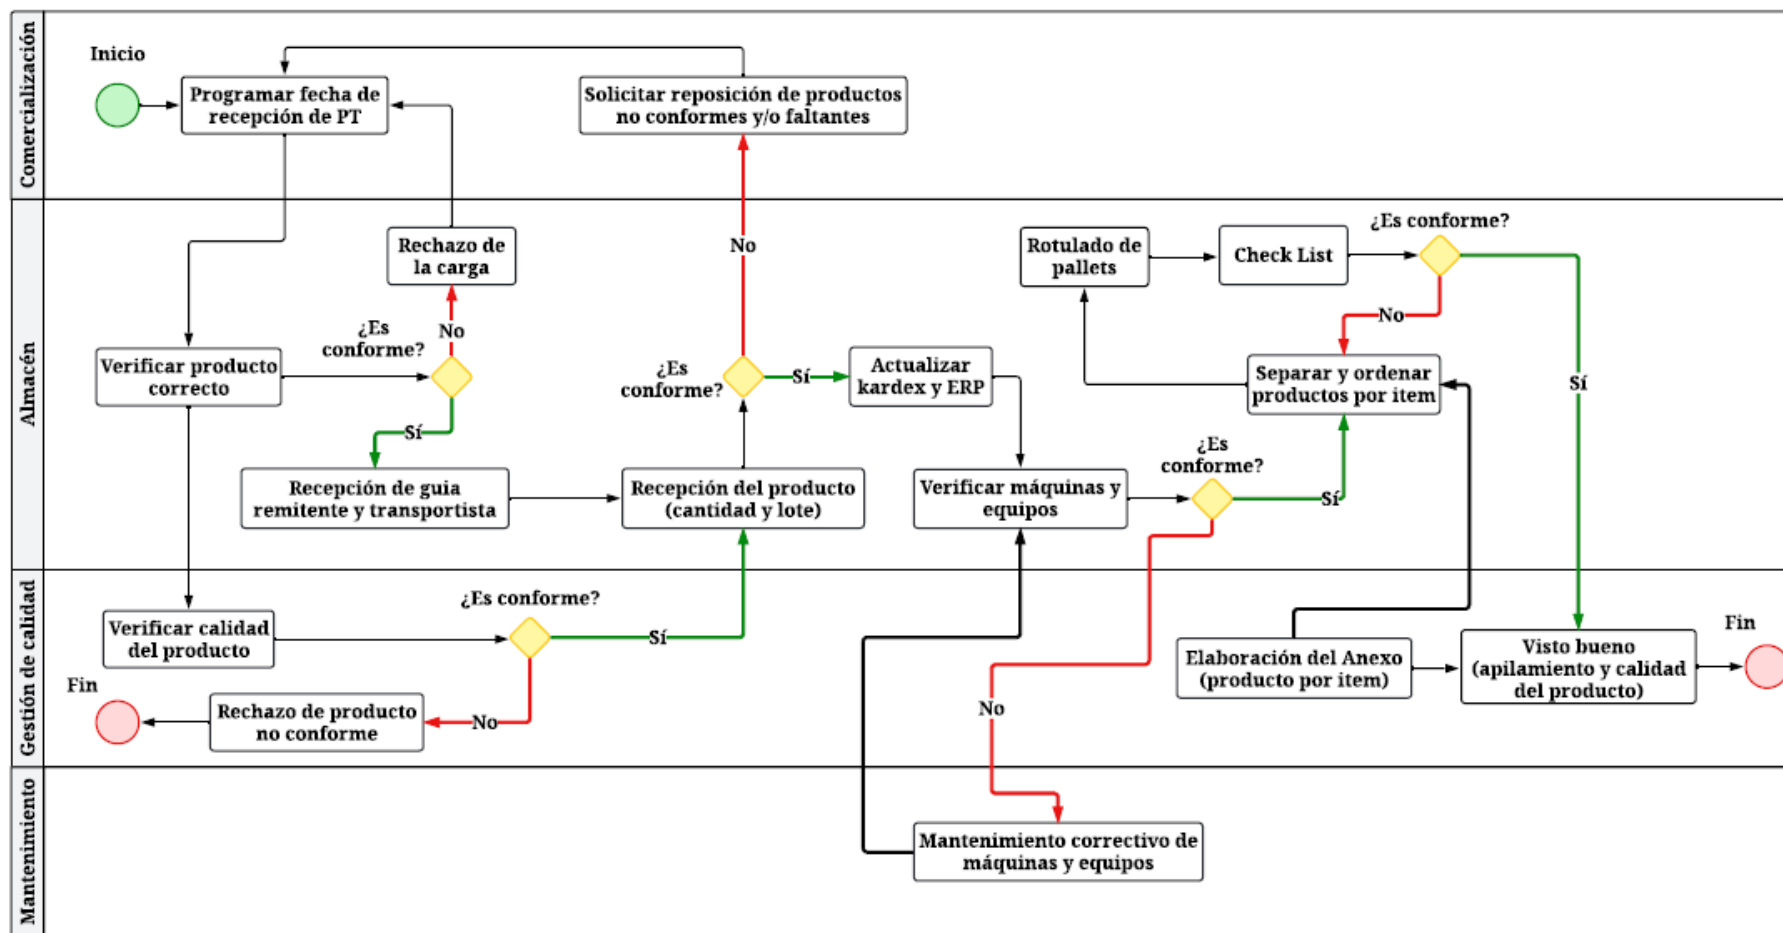 Comercialización
Inicio
Programar fecha de
recepción de PT
Solicitar reposición de productos
no conformes y/o faltantes
Almacén
Rechazo de
la carga
No
¿Es
conforme?
Verificar producto
correcto
Sí
Recepción de guia
remitente y transportista
No
¿Es
conforme?
Sí
Recepción del producto
(cantidad y lote)
Actualizar
kardex y ERP
Verificar máquinas y
equipos
¿Es
conforme?
Sí
Rotulado de
pallets
Check List
¿Es conforme?
No
Separar y ordenar
productos por item
Sí
Gestión de calidad
Verificar calidad
del producto
¿Es conforme?
Sí
No
Rechazo de producto
no conforme
Fin
No
Elaboración del Anexo
(producto por item)
Visto bueno
(apilamiento y calidad
del producto)
Fin
Mantenimiento
Mantenimiento correctivo de
máquinas y equipos